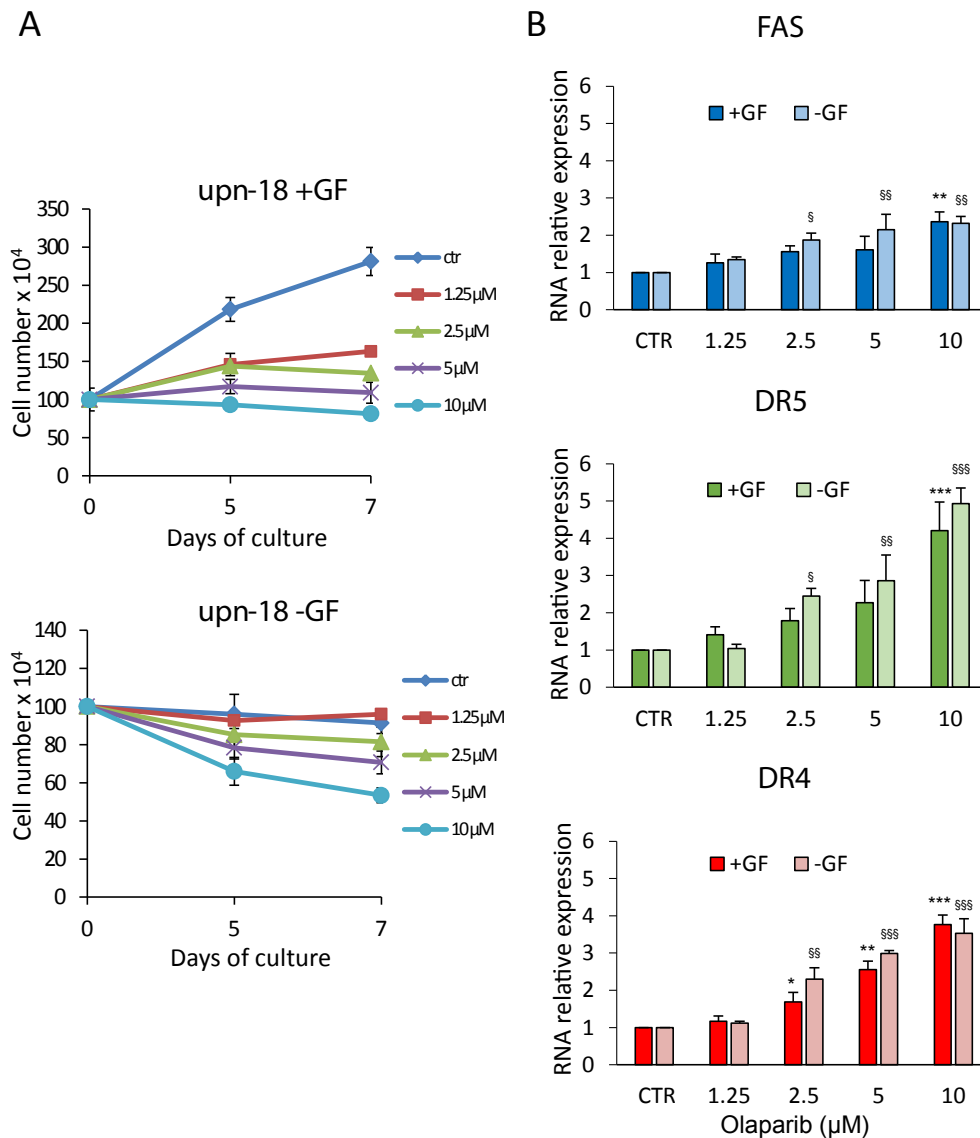 A
upn-18 +GF
Cell number x 10⁴
350
300
250
200
150
100
50
0
0 5 7
Days of culture
ctr
1.25µM
2.5µM
5µM
10µM
upn-18 -GF
Cell number x 10⁴
140
120
100
80
60
40
20
0
0 5 7
Days of culture
ctr
1.25µM
2.5µM
5µM
10µM
B
FAS
RNA relative expression
6
5
4
3
2
1
0
+GF -GF
§ §§ ** §§
CTR 1.25 2.5 5 10
DR5
RNA relative expression
6
5
4
3
2
1
0
+GF -GF
§ §§ *** §§§
CTR 1.25 2.5 5 10
DR4
RNA relative expression
6
5
4
3
2
1
0
+GF -GF
* §§ ** §§§ *** §§§
CTR 1.25 2.5 5 10
Olaparib (µM)